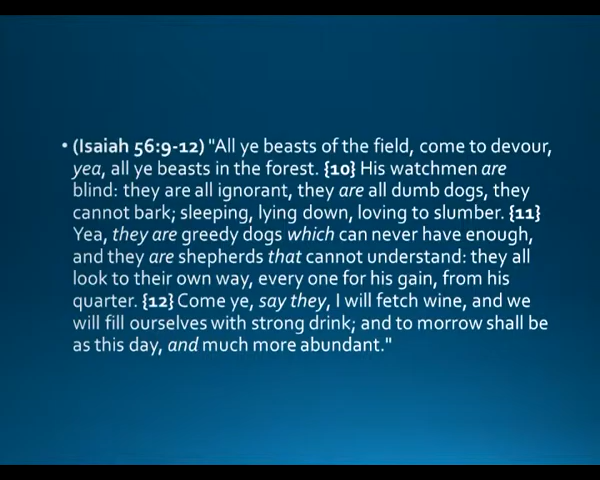 • (Isaiah 56:9-12) "All ye beasts of the field, come to devour,
yea, all ye beasts in the forest. {10} His watchmen are
blind: they are all ignorant, they are all dumb dogs, they
cannot bark; sleeping, lying down, loving to slumber. {11}
Yea, they are greedy dogs which can never have enough,
and they are shepherds that cannot understand: they all
look to their own way, every one for his gain, from his
quarter. {12} Come ye, say they, I will fetch wine, and we
will fill ourselves with strong drink; and to morrow shall be
as this day, and much more abundant."